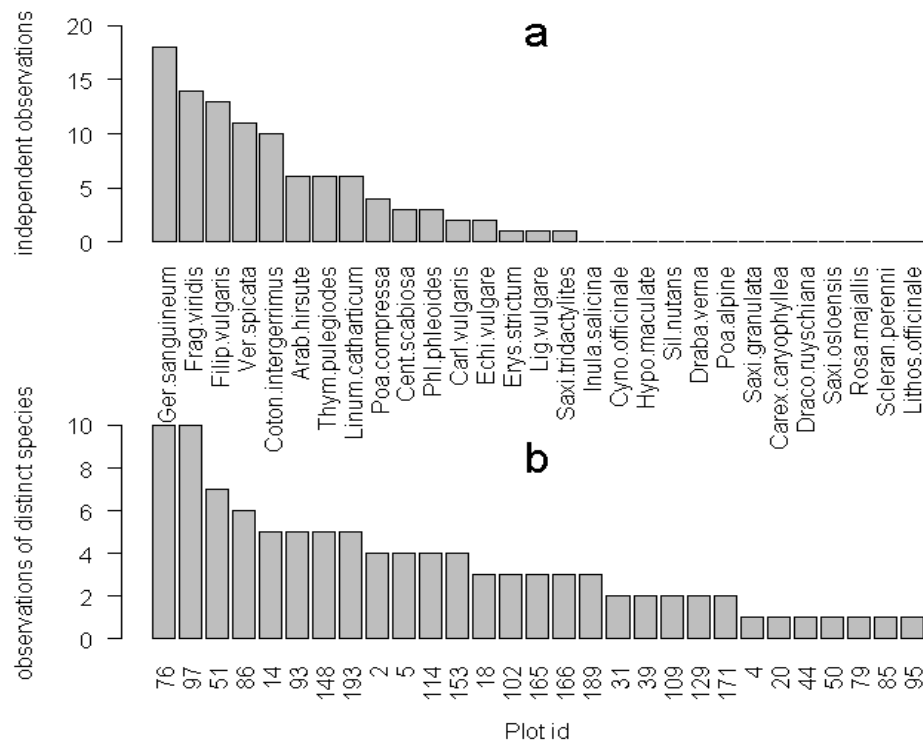 a
independent observations
20
15
10
5
0
Ger.sanguineum
Frag.viridis
Filip.vulgaris
Ver.spicata
Coton.intergerrimus
Arab.hirsute
Thym.pulegiodes
Linum.catharticum
Poa.compressa
Cent.scabiosa
Phl.phleoides
Carl.vulgaris
Echi.vulgare
Erys.strictum
Lig.vulgare
Saxi.tridactylites
Inula.salicina
Cyno.officinale
Hypo.maculate
Sil.nutans
Draba.verna
Poa.alpine
Saxi.granulata
Carex.caryophyllea
Draco.ruyschiana
Saxi.osloensis
Rosa.majallis
Scleran.perenni
Lithos.officinale
b
observations of distinct species
10
8
6
4
2
0
76
97
51
86
14
93
148
193
2
5
114
153
18
102
165
166
189
31
39
109
129
171
4
20
44
50
79
85
95
Plot id